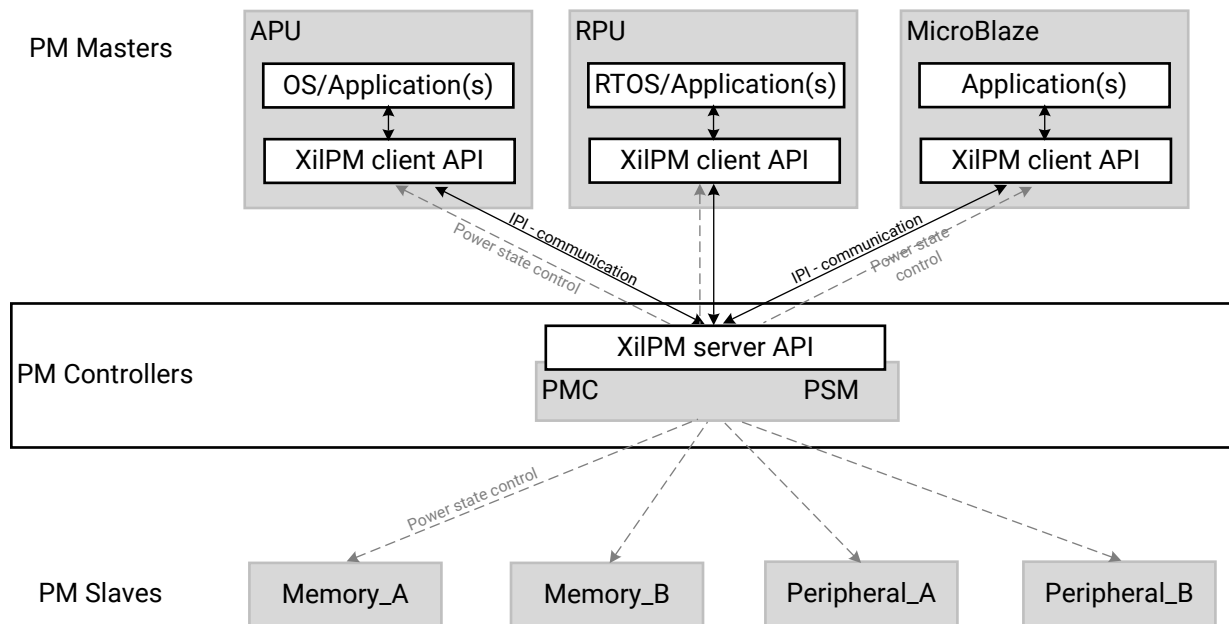 PM Masters
APU
RPU
MicroBlaze
OS/Application(s)
RTOS/Application(s)
Application(s)
XilPM client API
XilPM client API
XilPM client API
IPI - communication
Power state control
IPI - communication
Power state
control
PM Controllers
XilPM server API
PMC
PSM
Power state control
PM Slaves
Memory_A
Memory_B
Peripheral_A
Peripheral_B